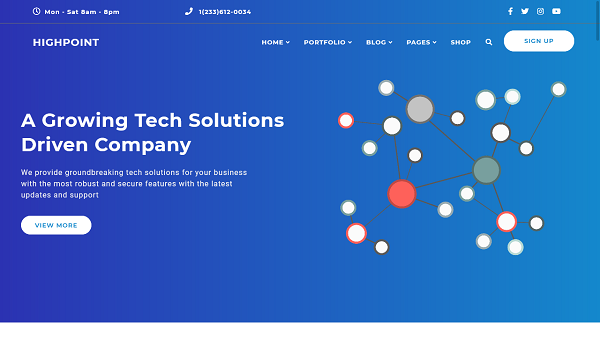 Mon - Sat 8am - 8pm
1(233)612-0034
HIGHPOINT
HOME PORTFOLIO BLOG PAGES SHOP
SIGN UP
A Growing Tech Solutions
Driven Company
We provide groundbreaking tech solutions for your business
with the most robust and secure features with the latest
updates and support
VIEW MORE